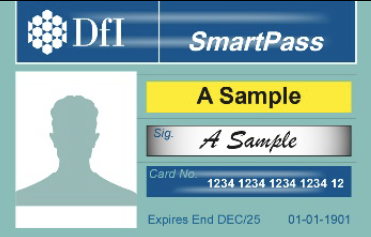 DfI
SmartPass
A Sample
Sig. A Sample
Card No.
1234 1234 1234 1234 12
Expires End DEC/25 01-01-1901